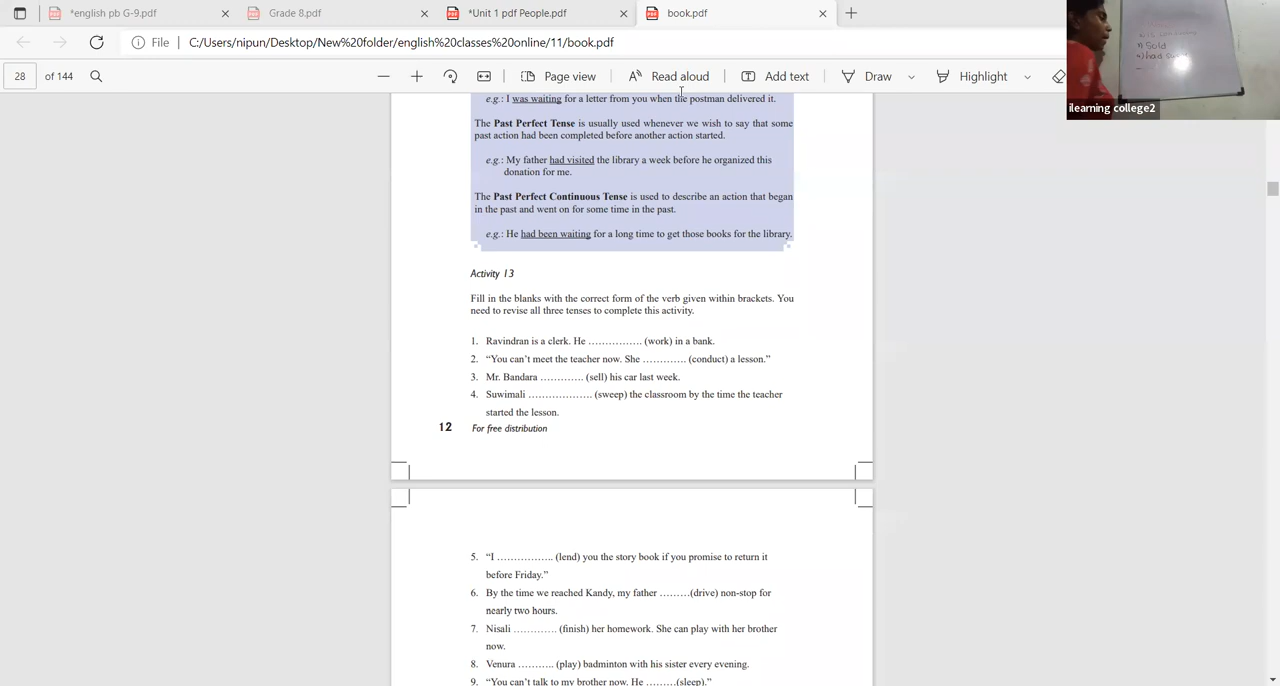 *english pb G-9.pdf
Grade 8.pdf
*Unit 1 pdf People.pdf
book.pdf
File
C:/Users/nipun/Desktop/New%20folder/english%20classes%20online/11/book.pdf
28 of 144
Page view
Read aloud
Add text
Draw
Highlight
Sold
had
ilearning college2
e.g.: I was waiting for a letter from you when the postman delivered it.
The Past Perfect Tense is usually used whenever we wish to say that some
past action had been completed before another action started.
e.g.: My father had visited the library a week before he organized this
donation for me.
The Past Perfect Continuous Tense is used to describe an action that began
in the past and went on for some time in the past.
e.g.: He had been waiting for a long time to get those books for the library.
Activity 13
Fill in the blanks with the correct form of the verb given within brackets. You
need to revise all three tenses to complete this activity.
1. Ravindran is a clerk. He ……………. (work) in a bank.
2. “You can’t meet the teacher now. She …………. (conduct) a lesson.”
3. Mr. Bandara …………. (sell) his car last week.
4. Suwimali ………………. (sweep) the classroom by the time the teacher
started the lesson.
12 For free distribution
5. “I …………….. (lend) you the story book if you promise to return it
before Friday.”
6. By the time we reached Kandy, my father ………(drive) non-stop for
nearly two hours.
7. Nisali …………. (finish) her homework. She can play with her brother
now.
8. Venura ……….. (play) badminton with his sister every evening.
9. “You can’t talk to my brother now. He ………(sleep).”